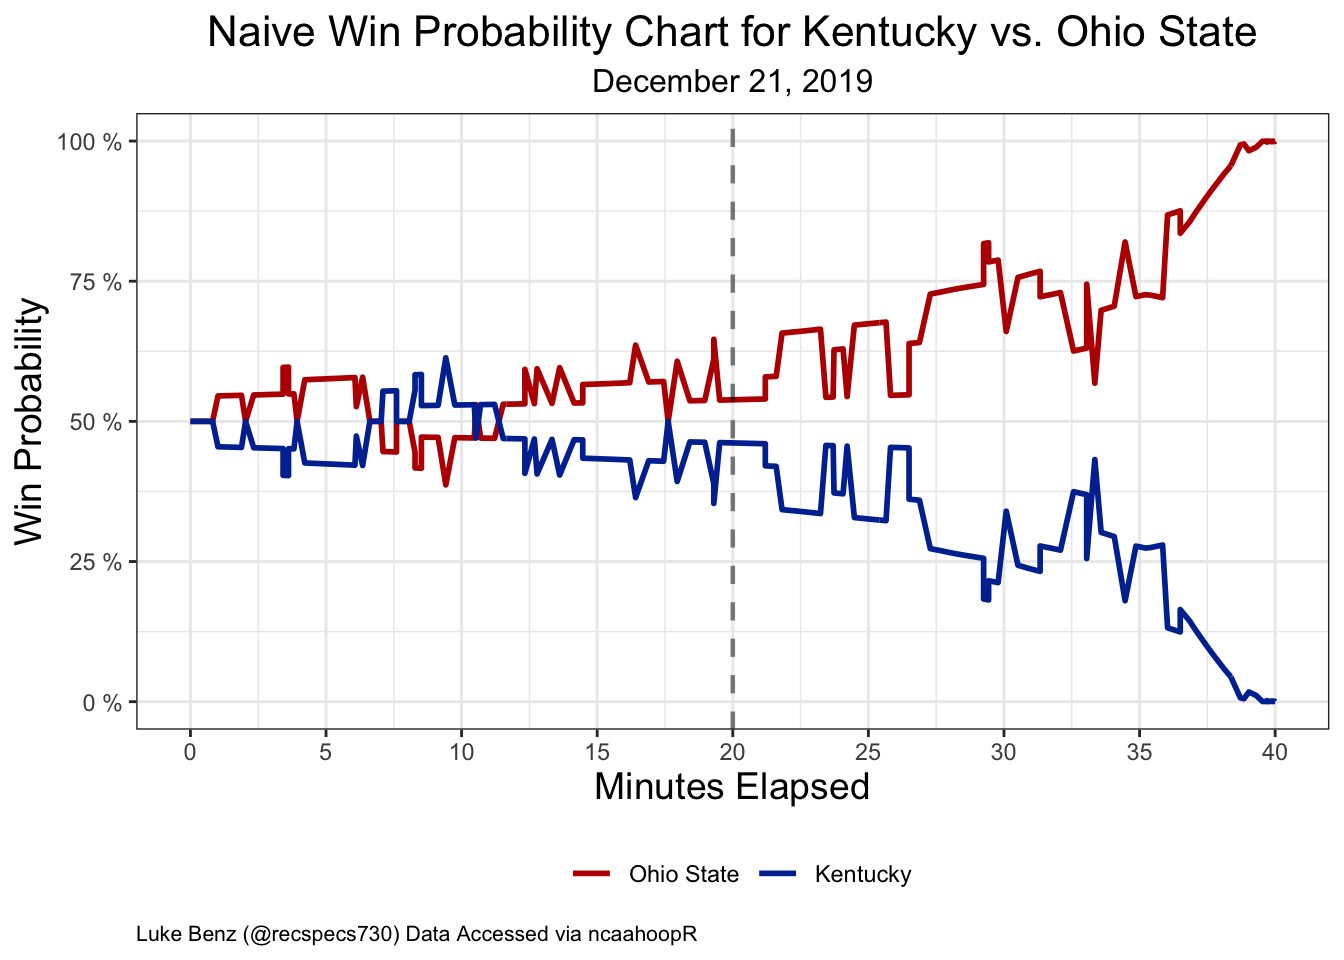 Naive Win Probability Chart for Kentucky vs. Ohio State
December 21, 2019
Win Probability
100 %
75 %
50 %
25 %
0 %
0 5 10 15 20 25 30 35 40
Minutes Elapsed
Ohio State Kentucky
Luke Benz (@recspecs730) Data Accessed via ncaahoopR